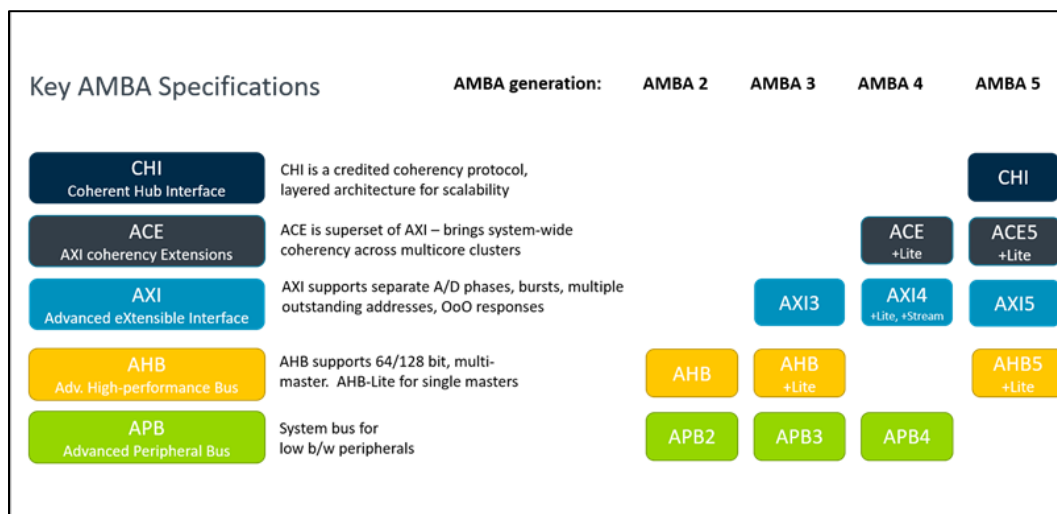 Key AMBA Specifications
AMBA generation:
AMBA 2
AMBA 3
AMBA 4
AMBA 5
CHI
Coherent Hub Interface
CHI is a credited coherency protocol,
layered architecture for scalability
CHI
ACE
AXI coherency Extensions
ACE is superset of AXI – brings system-wide
coherency across multicore clusters
ACE
+Lite
ACE5
+Lite
AXI
Advanced eXtensible Interface
AXI supports separate A/D phases, bursts, multiple
outstanding addresses, OoO responses
AXI3
AXI4
+Lite, +Stream
AXI5
AHB
Adv. High-performance Bus
AHB supports 64/128 bit, multi-
master. AHB-Lite for single masters
AHB
AHB
+Lite
AHB5
+Lite
APB
Advanced Peripheral Bus
System bus for
low b/w peripherals
APB2
APB3
APB4